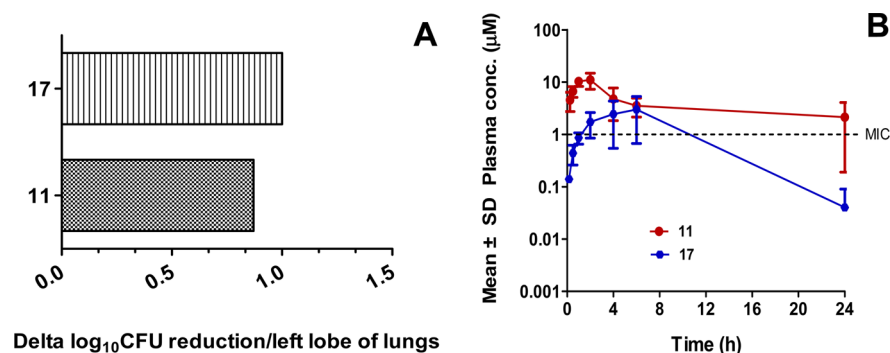 A
17
11
0.0 0.5 1.0 1.5
Delta log₁₀CFU reduction/left lobe of lungs
B
Mean ± SD Plasma conc. (μM)
100
10
1
0.1
0.01
0.001
MIC
11
17
0 4 8 12 16 20 24
Time (h)